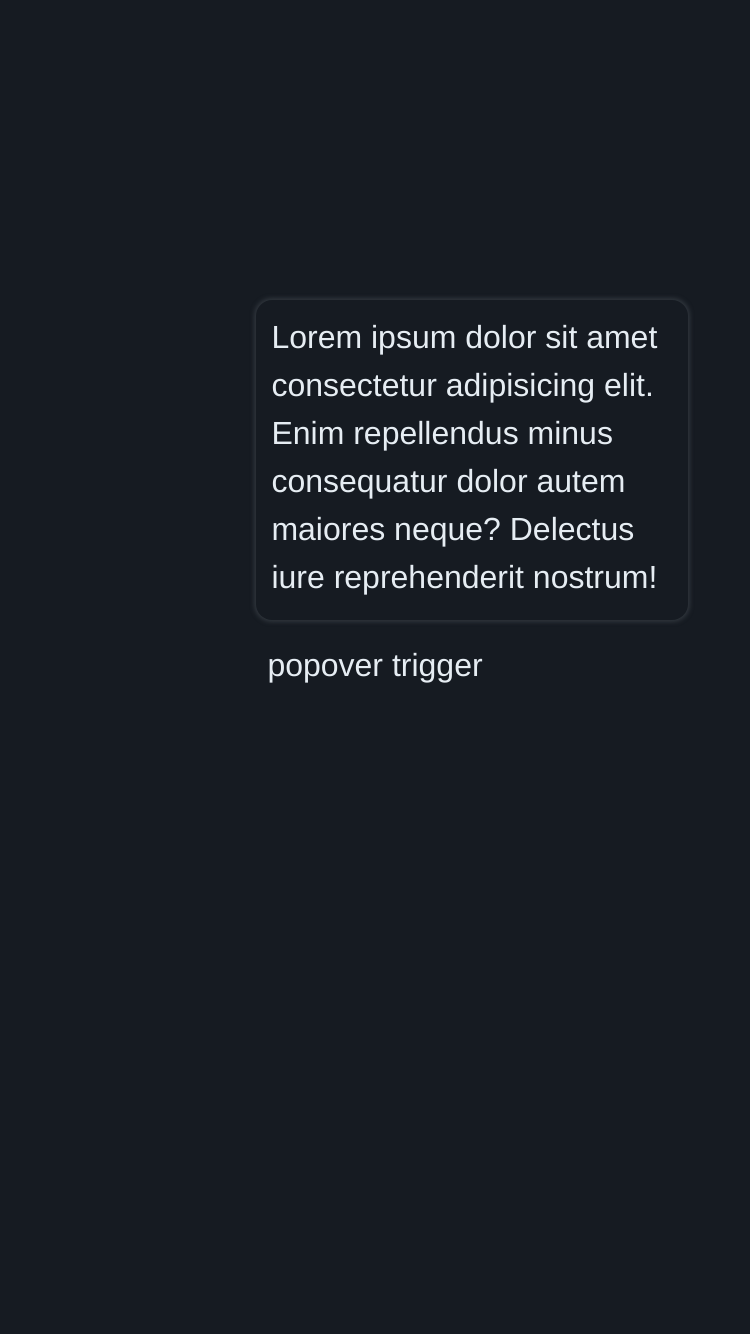 Lorem ipsum dolor sit amet
consectetur adipisicing elit.
Enim repellendus minus
consequatur dolor autem
maiores neque? Delectus
iure reprehenderit nostrum!
popover trigger